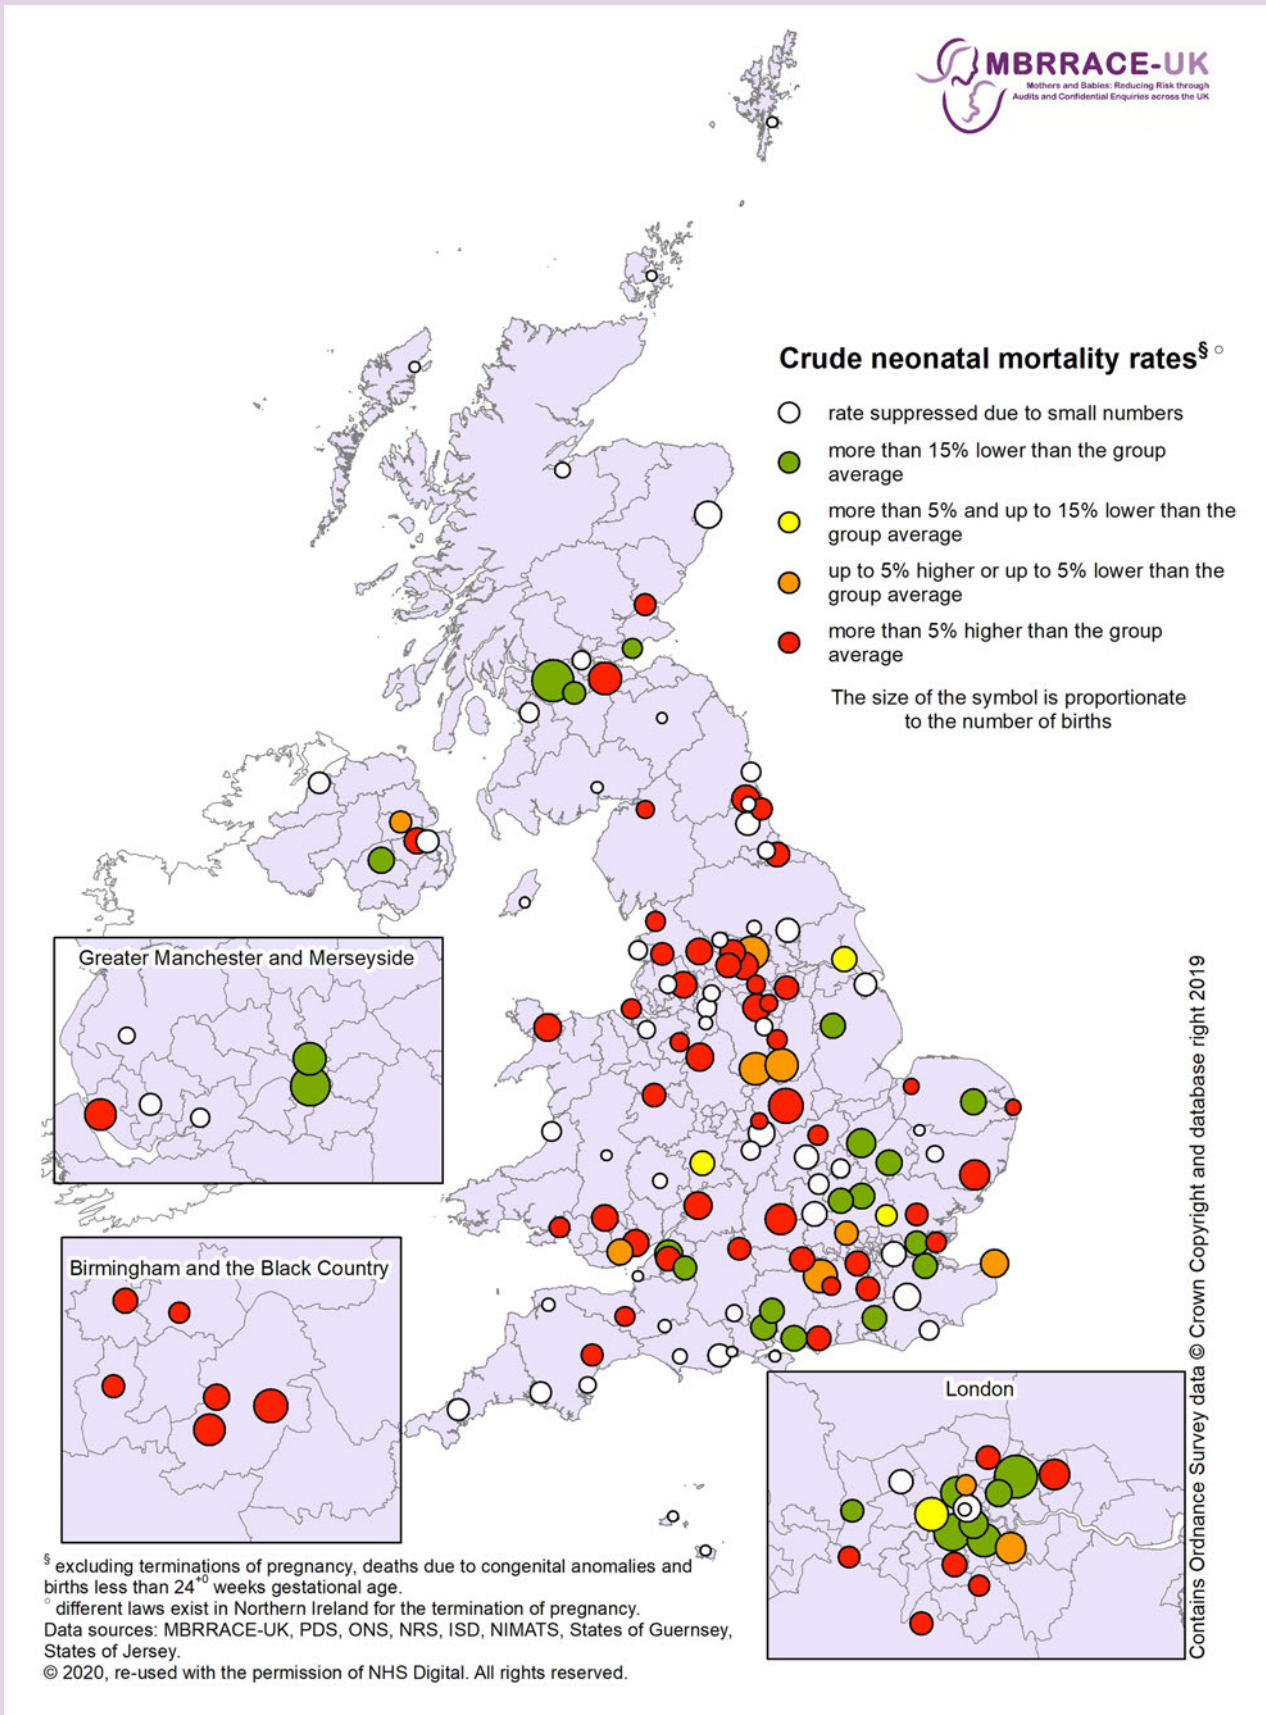 MBRRACE-UK
Mothers and Babies: Reducing Risk through
Audits and Confidential Enquiries across the UK
Crude neonatal mortality rates§ °
rate suppressed due to small numbers
more than 15% lower than the group
average
more than 5% and up to 15% lower than the
group average
up to 5% higher or up to 5% lower than the
group average
more than 5% higher than the group
average
The size of the symbol is proportionate
to the number of births
Greater Manchester and Merseyside
Birmingham and the Black Country
London
Contains Ordnance Survey data © Crown Copyright and database right 2019
§ excluding terminations of pregnancy, deaths due to congenital anomalies and
births less than 24+0 weeks gestational age.
° different laws exist in Northern Ireland for the termination of pregnancy.
Data sources: MBRRACE-UK, PDS, ONS, NRS, ISD, NIMATS, States of Guernsey,
States of Jersey.
© 2020, re-used with the permission of NHS Digital. All rights reserved.